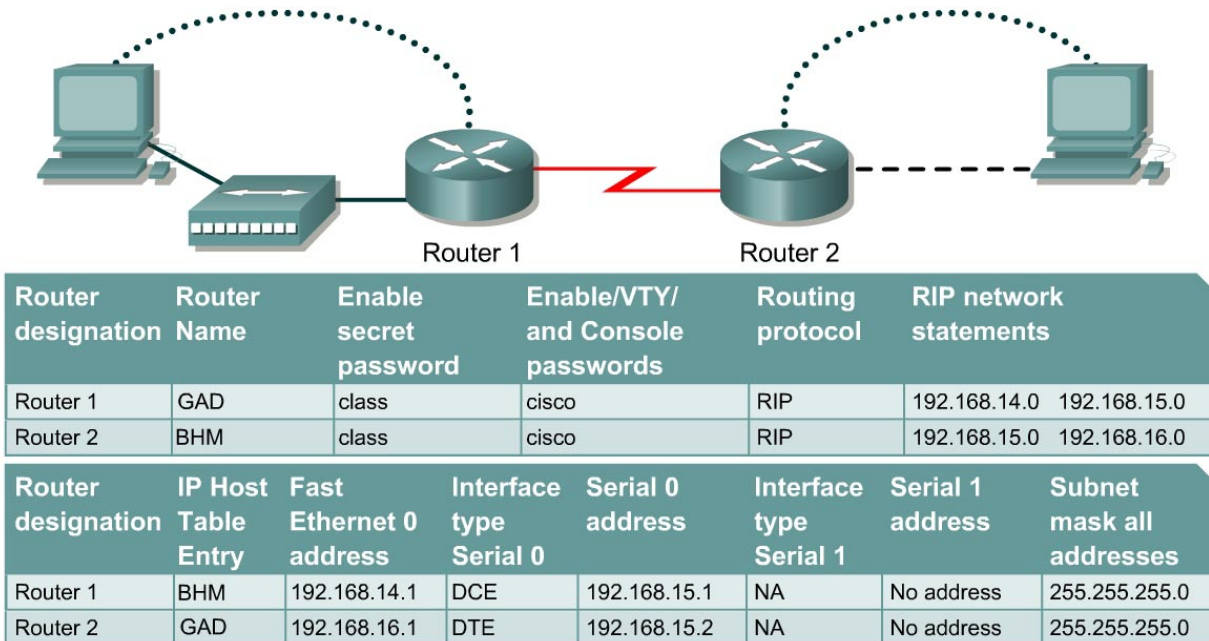 Router 1 Router 2
Router designation Router Name Enable secret password Enable/VTY/ and Console passwords Routing protocol RIP network statements
Router 1 GAD class cisco RIP 192.168.14.0 192.168.15.0
Router 2 BHM class cisco RIP 192.168.15.0 192.168.16.0
Router designation IP Host Table Entry Fast Ethernet 0 address Interface type Serial 0 Serial 0 address Interface type Serial 1 Serial 1 address Subnet mask all addresses
Router 1 BHM 192.168.14.1 DCE 192.168.15.1 NA No address 255.255.255.0
Router 2 GAD 192.168.16.1 DTE 192.168.15.2 NA No address 255.255.255.0